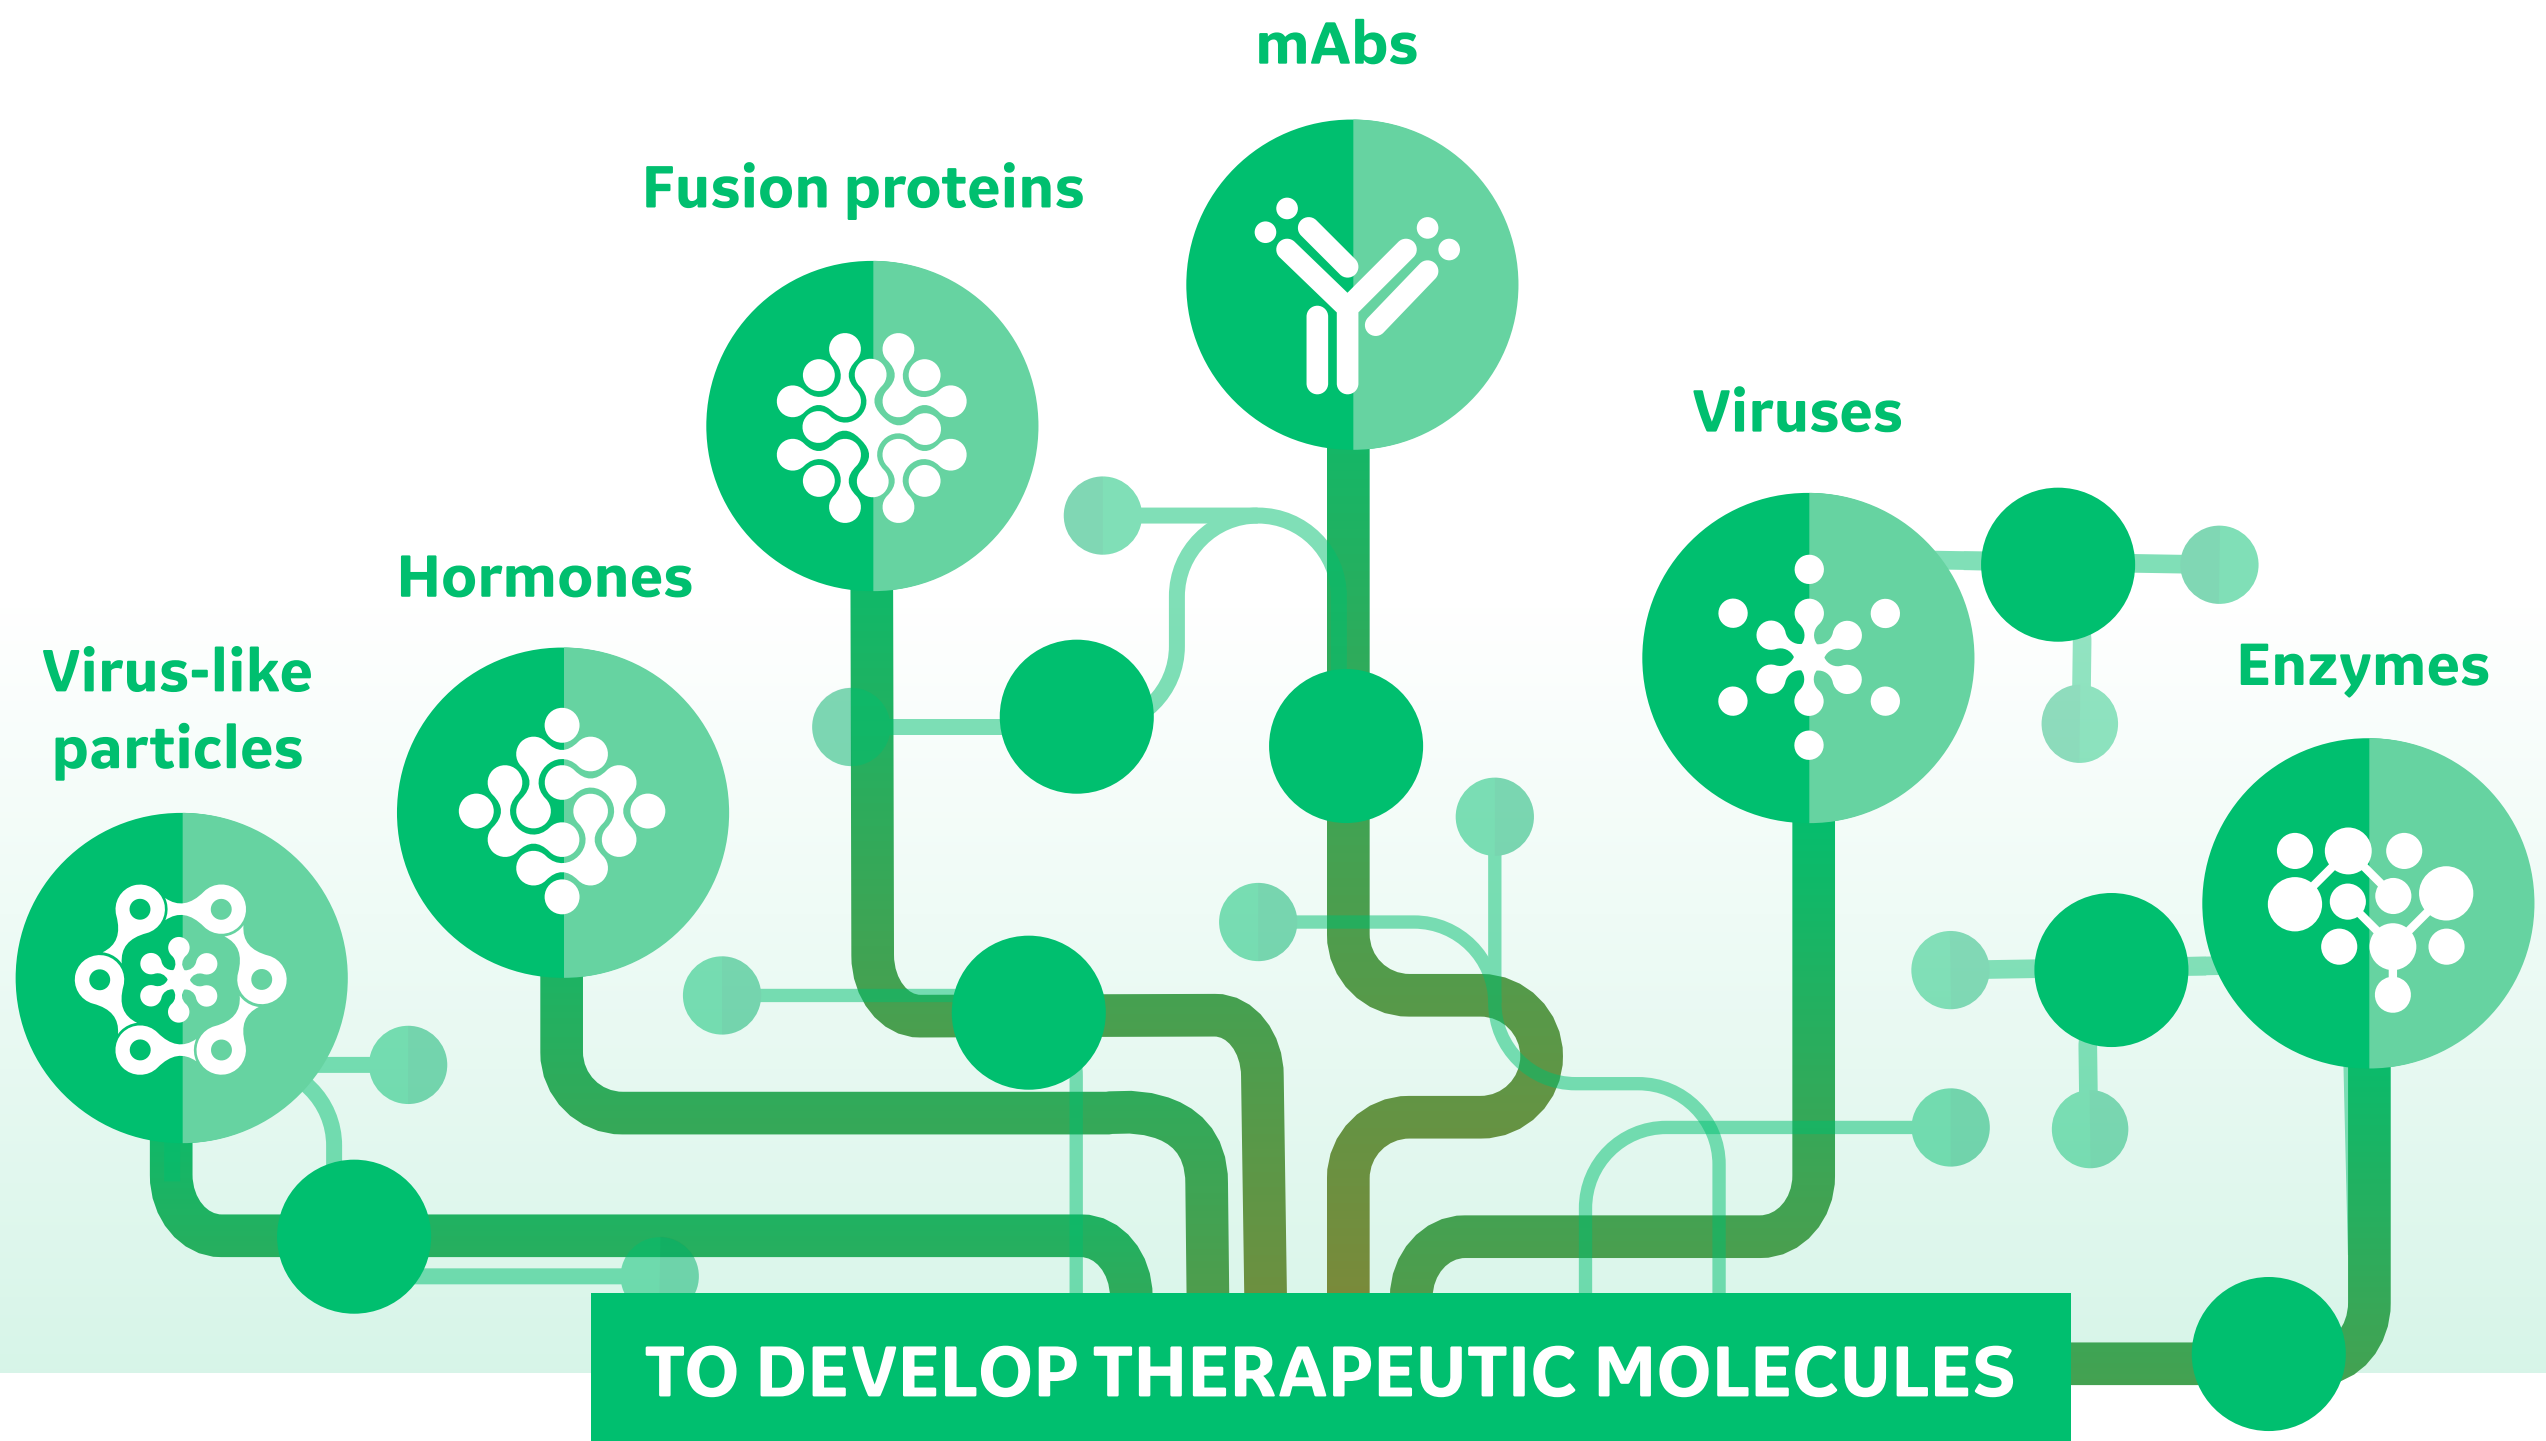 mAbs
Fusion proteins
Viruses
Hormones
Virus-like
particles
Enzymes
TO DEVELOP THERAPEUTIC MOLECULES